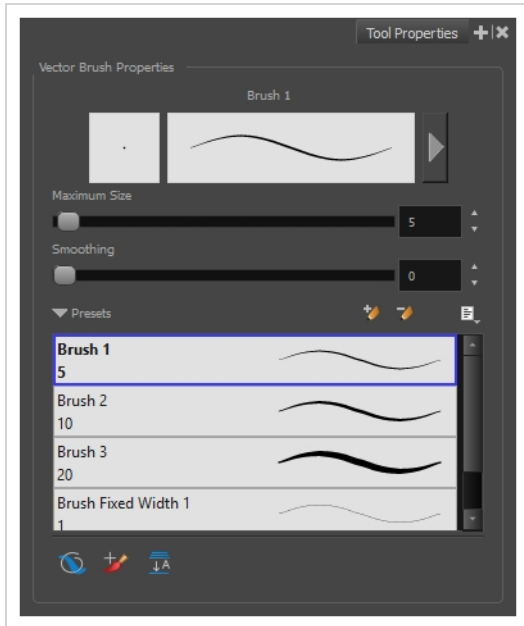 Tool Properties
Vector Brush Properties
Brush 1
Maximum Size
5
Smoothing
0
Presets
Brush 1
5
Brush 2
10
Brush 3
20
Brush Fixed Width 1
1
A